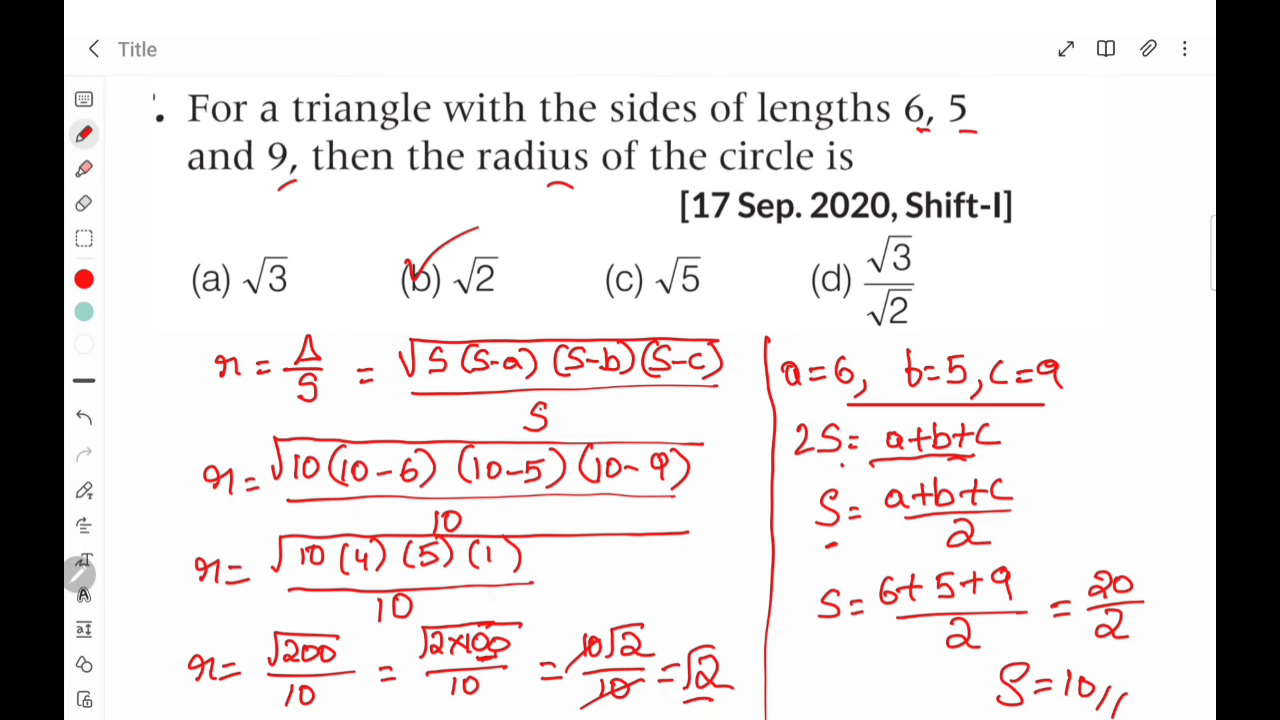 Title
. For a triangle with the sides of lengths 6, 5
and 9, then the radius of the circle is
[17 Sep. 2020, Shift-I]
(a) √3 (b) √2 (c) √5 (d) √3/√2
r = Δ/S = √S(S-a)(S-b)(S-c)/S
r = √10(10-6)(10-5)(10-9)/10
r = √10(4)(5)(1)/10
r = √200/10 = √2×100/10 = 10√2/10 = √2
a=6, b=5, c=9
2S = a+b+c
S = a+b+c/2
S = 6+5+9/2 = 20/2
S=10//